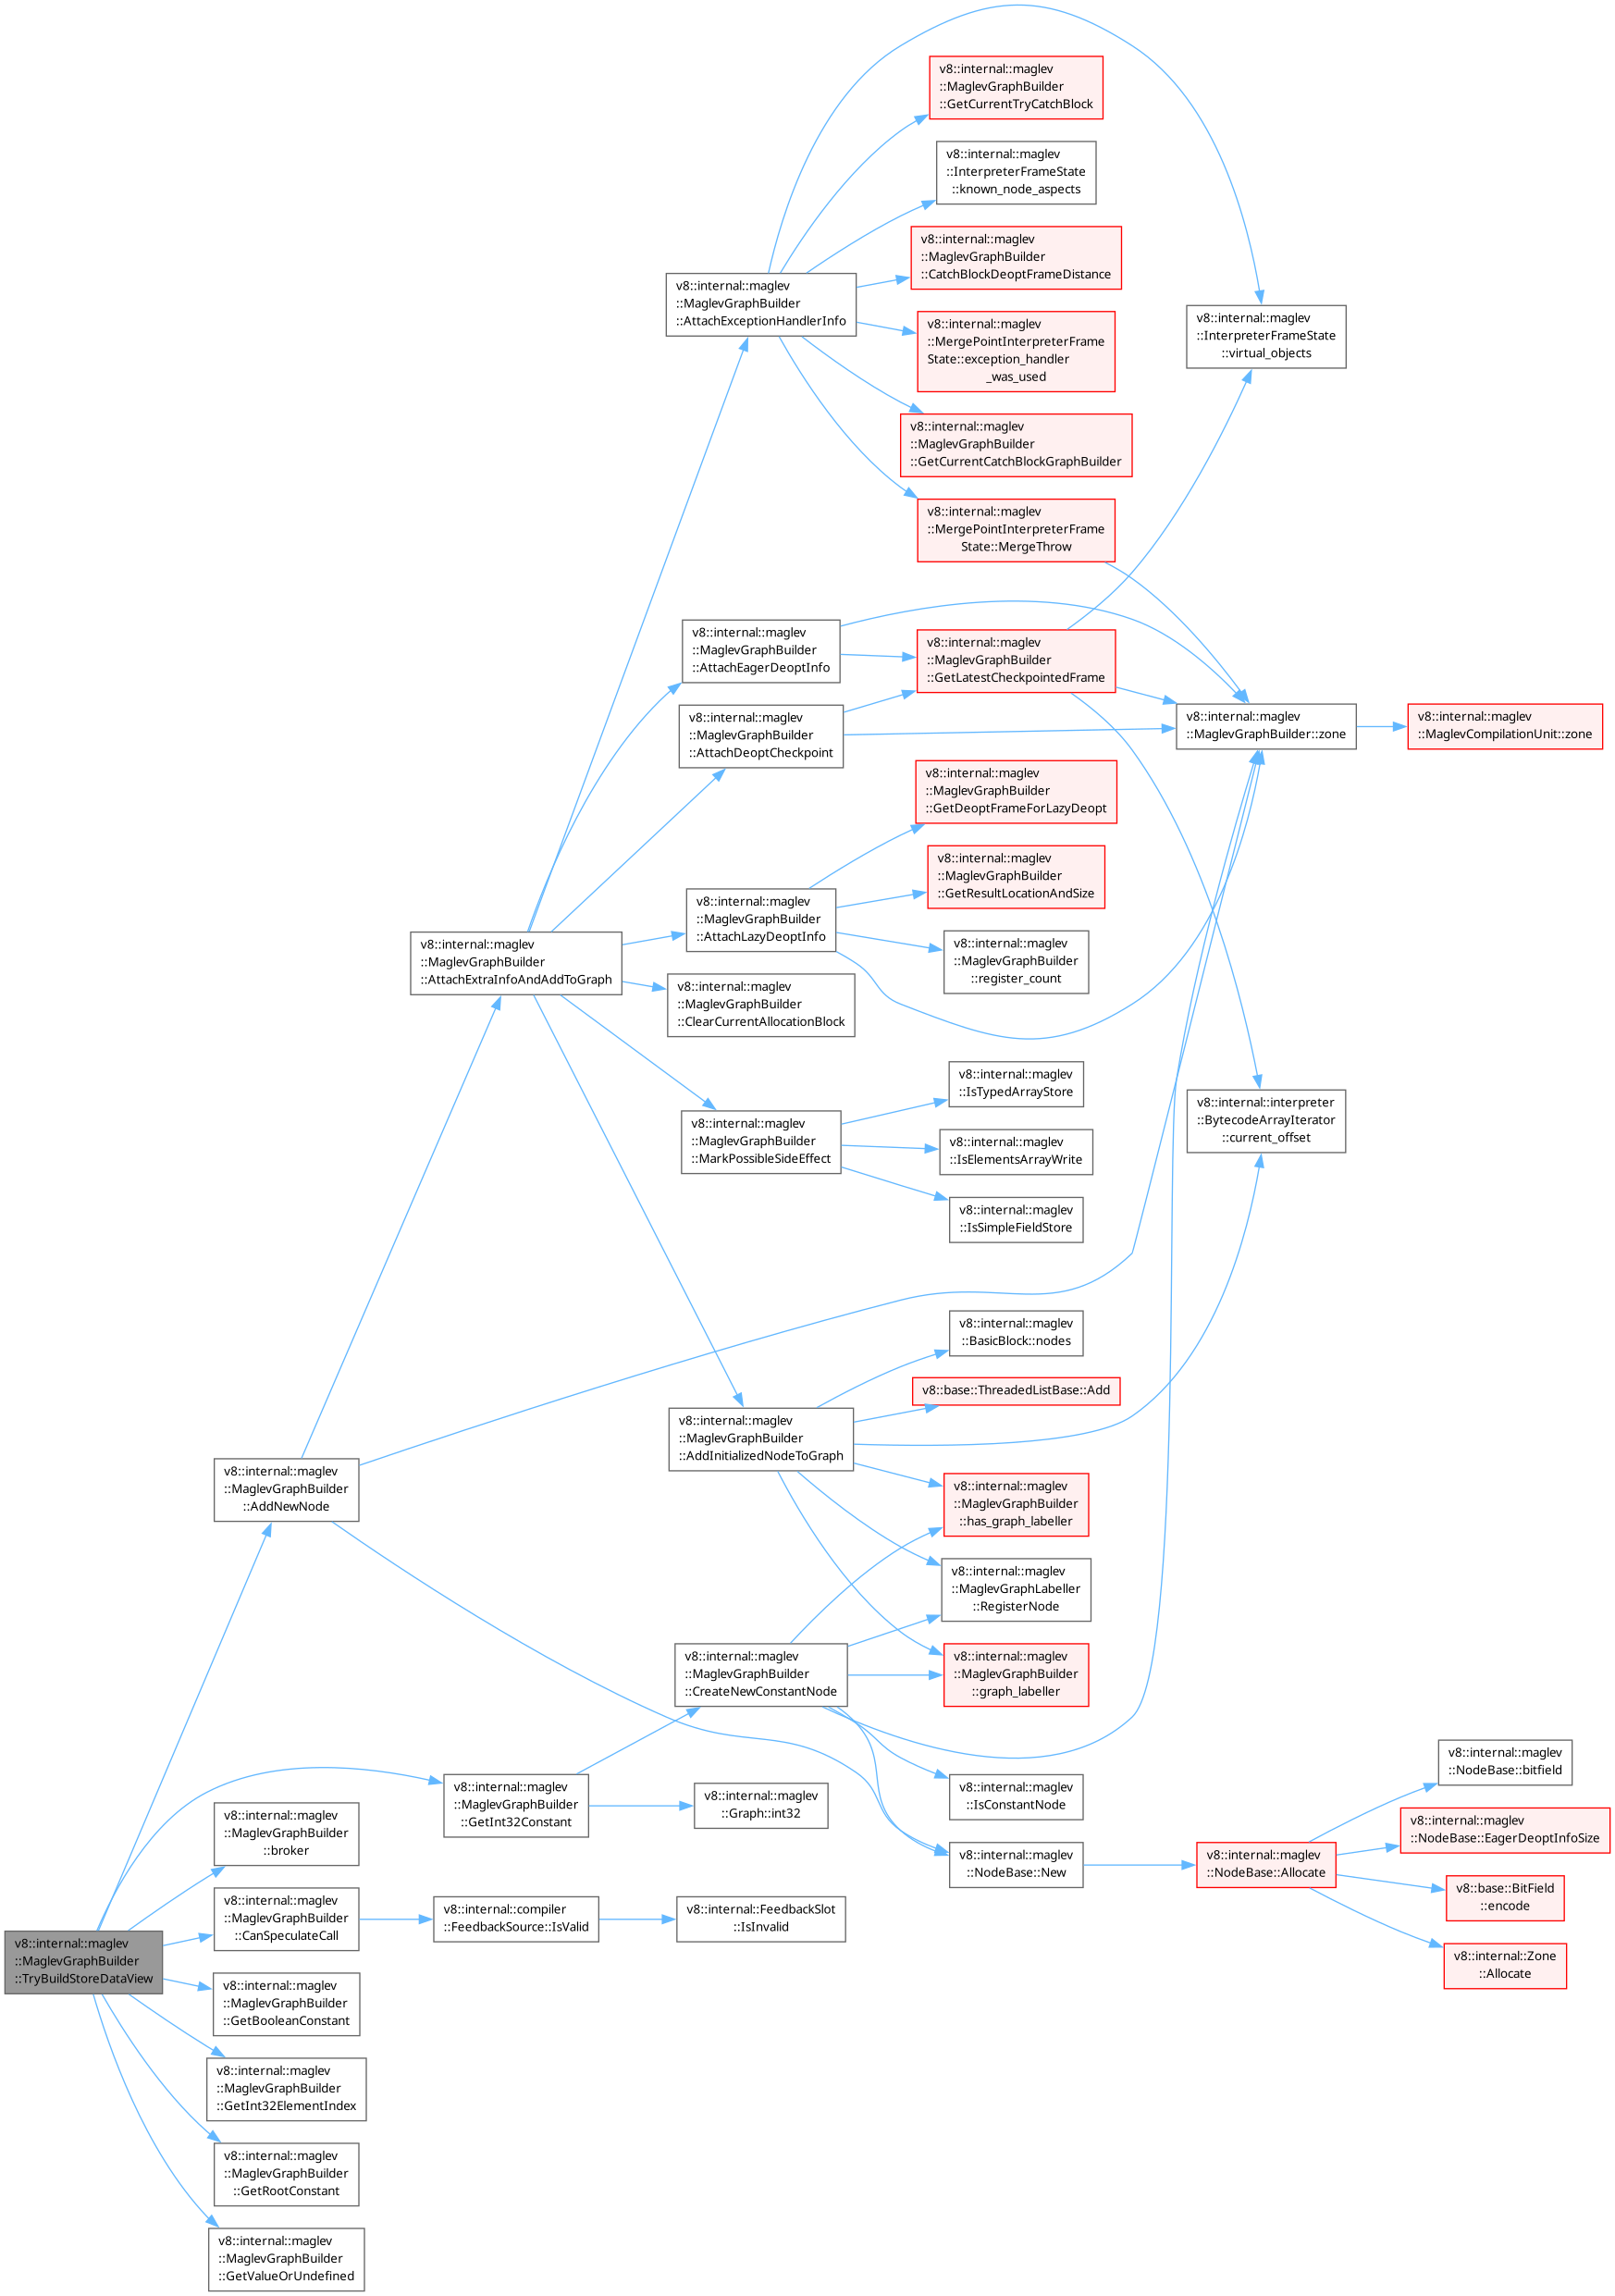 v8::internal::maglev
::MaglevGraphBuilder
::TryBuildStoreDataView
v8::internal::maglev
::MaglevGraphBuilder
::AddNewNode
v8::internal::maglev
::MaglevGraphBuilder
::broker
v8::internal::maglev
::MaglevGraphBuilder
::CanSpeculateCall
v8::internal::maglev
::MaglevGraphBuilder
::GetBooleanConstant
v8::internal::maglev
::MaglevGraphBuilder
::GetInt32ElementIndex
v8::internal::maglev
::MaglevGraphBuilder
::GetRootConstant
v8::internal::maglev
::MaglevGraphBuilder
::GetValueOrUndefined
v8::internal::maglev
::MaglevGraphBuilder
::AttachExtraInfoAndAddToGraph
v8::internal::maglev
::MaglevGraphBuilder
::GetInt32Constant
v8::internal::compiler
::FeedbackSource::IsValid
v8::internal::maglev
::MaglevGraphBuilder
::AttachExceptionHandlerInfo
v8::internal::maglev
::MaglevGraphBuilder
::AttachEagerDeoptInfo
v8::internal::maglev
::MaglevGraphBuilder
::AttachDeoptCheckpoint
v8::internal::maglev
::MaglevGraphBuilder
::AttachLazyDeoptInfo
v8::internal::maglev
::MaglevGraphBuilder
::ClearCurrentAllocationBlock
v8::internal::maglev
::MaglevGraphBuilder
::MarkPossibleSideEffect
v8::internal::maglev
::MaglevGraphBuilder
::AddInitializedNodeToGraph
v8::internal::maglev
::MaglevGraphBuilder
::CreateNewConstantNode
v8::internal::maglev
::Graph::int32
v8::internal::FeedbackSlot
::IsInvalid
v8::internal::maglev
::MaglevGraphBuilder
::GetCurrentTryCatchBlock
v8::internal::maglev
::InterpreterFrameState
::known_node_aspects
v8::internal::maglev
::MaglevGraphBuilder
::CatchBlockDeoptFrameDistance
v8::internal::maglev
::MergePointInterpreterFrame
State::exception_handler
_was_used
v8::internal::maglev
::MaglevGraphBuilder
::GetCurrentCatchBlockGraphBuilder
v8::internal::maglev
::MergePointInterpreterFrame
State::MergeThrow
v8::internal::maglev
::MaglevGraphBuilder
::GetLatestCheckpointedFrame
v8::internal::maglev
::MaglevGraphBuilder
::GetDeoptFrameForLazyDeopt
v8::internal::maglev
::MaglevGraphBuilder
::GetResultLocationAndSize
v8::internal::maglev
::MaglevGraphBuilder
::register_count
v8::internal::maglev
::IsTypedArrayStore
v8::internal::maglev
::IsElementsArrayWrite
v8::internal::maglev
::IsSimpleFieldStore
v8::internal::maglev
::BasicBlock::nodes
v8::base::ThreadedListBase::Add
v8::internal::maglev
::MaglevGraphBuilder
::has_graph_labeller
v8::internal::maglev
::MaglevGraphLabeller
::RegisterNode
v8::internal::maglev
::MaglevGraphBuilder
::graph_labeller
v8::internal::maglev
::IsConstantNode
v8::internal::maglev
::NodeBase::New
v8::internal::maglev
::InterpreterFrameState
::virtual_objects
v8::internal::maglev
::MaglevGraphBuilder::zone
v8::internal::interpreter
::BytecodeArrayIterator
::current_offset
v8::internal::maglev
::NodeBase::Allocate
v8::internal::maglev
::MaglevCompilationUnit::zone
v8::internal::maglev
::NodeBase::bitfield
v8::internal::maglev
::NodeBase::EagerDeoptInfoSize
v8::base::BitField
::encode
v8::internal::Zone
::Allocate